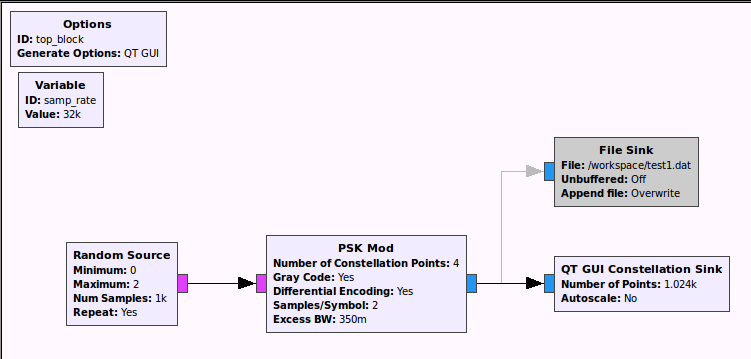 Options
ID: top_block
Generate Options: QT GUI
Variable
ID: samp_rate
Value: 32k
File Sink
File: /workspace/test1.dat
Unbuffered: Off
Append file: Overwrite
Random Source
Minimum: 0
Maximum: 2
Num Samples: 1k
Repeat: Yes
PSK Mod
Number of Constellation Points: 4
Gray Code: Yes
Differential Encoding: Yes
Samples/Symbol: 2
Excess BW: 350m
QT GUI Constellation Sink
Number of Points: 1.024k
Autoscale: No